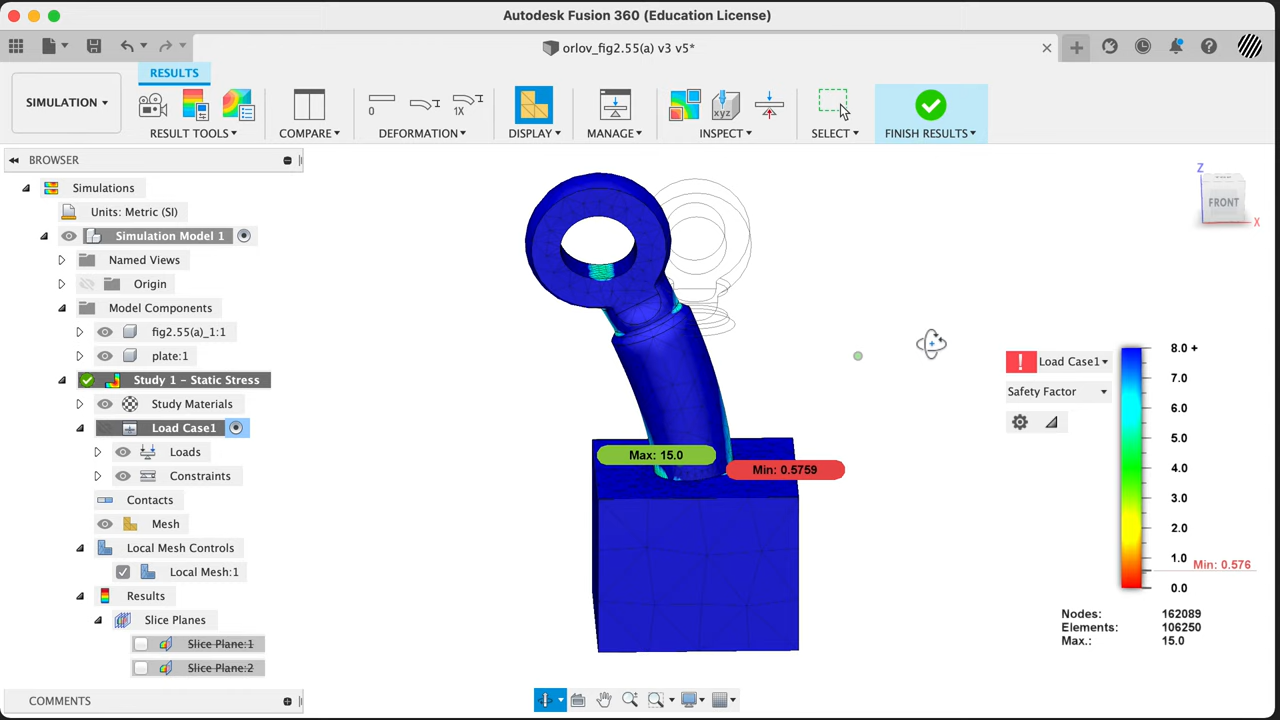 Autodesk Fusion 360 (Education License)
orlov_fig2.55(a) v3 v5*
RESULTS
SIMULATION
RESULT TOOLS
COMPARE
DEFORMATION
DISPLAY
MANAGE
INSPECT
SELECT
FINISH RESULTS
0
1X
xyz
BROWSER
Simulations
Units: Metric (SI)
Simulation Model 1
Named Views
Origin
Model Components
fig2.55(a)_1:1
plate:1
Study 1 - Static Stress
Study Materials
Load Case1
Loads
Constraints
Contacts
Mesh
Local Mesh Controls
Local Mesh:1
Results
Slice Planes
Slice Plane:1
Slice Plane:2
COMMENTS
Max: 15.0
Min: 0.5759
Z
FRONT
X
Load Case1
Safety Factor
8.0 +
7.0
6.0
5.0
4.0
3.0
2.0
1.0
Min: 0.576
0.0
Nodes: 162089
Elements: 106250
Max.: 15.0